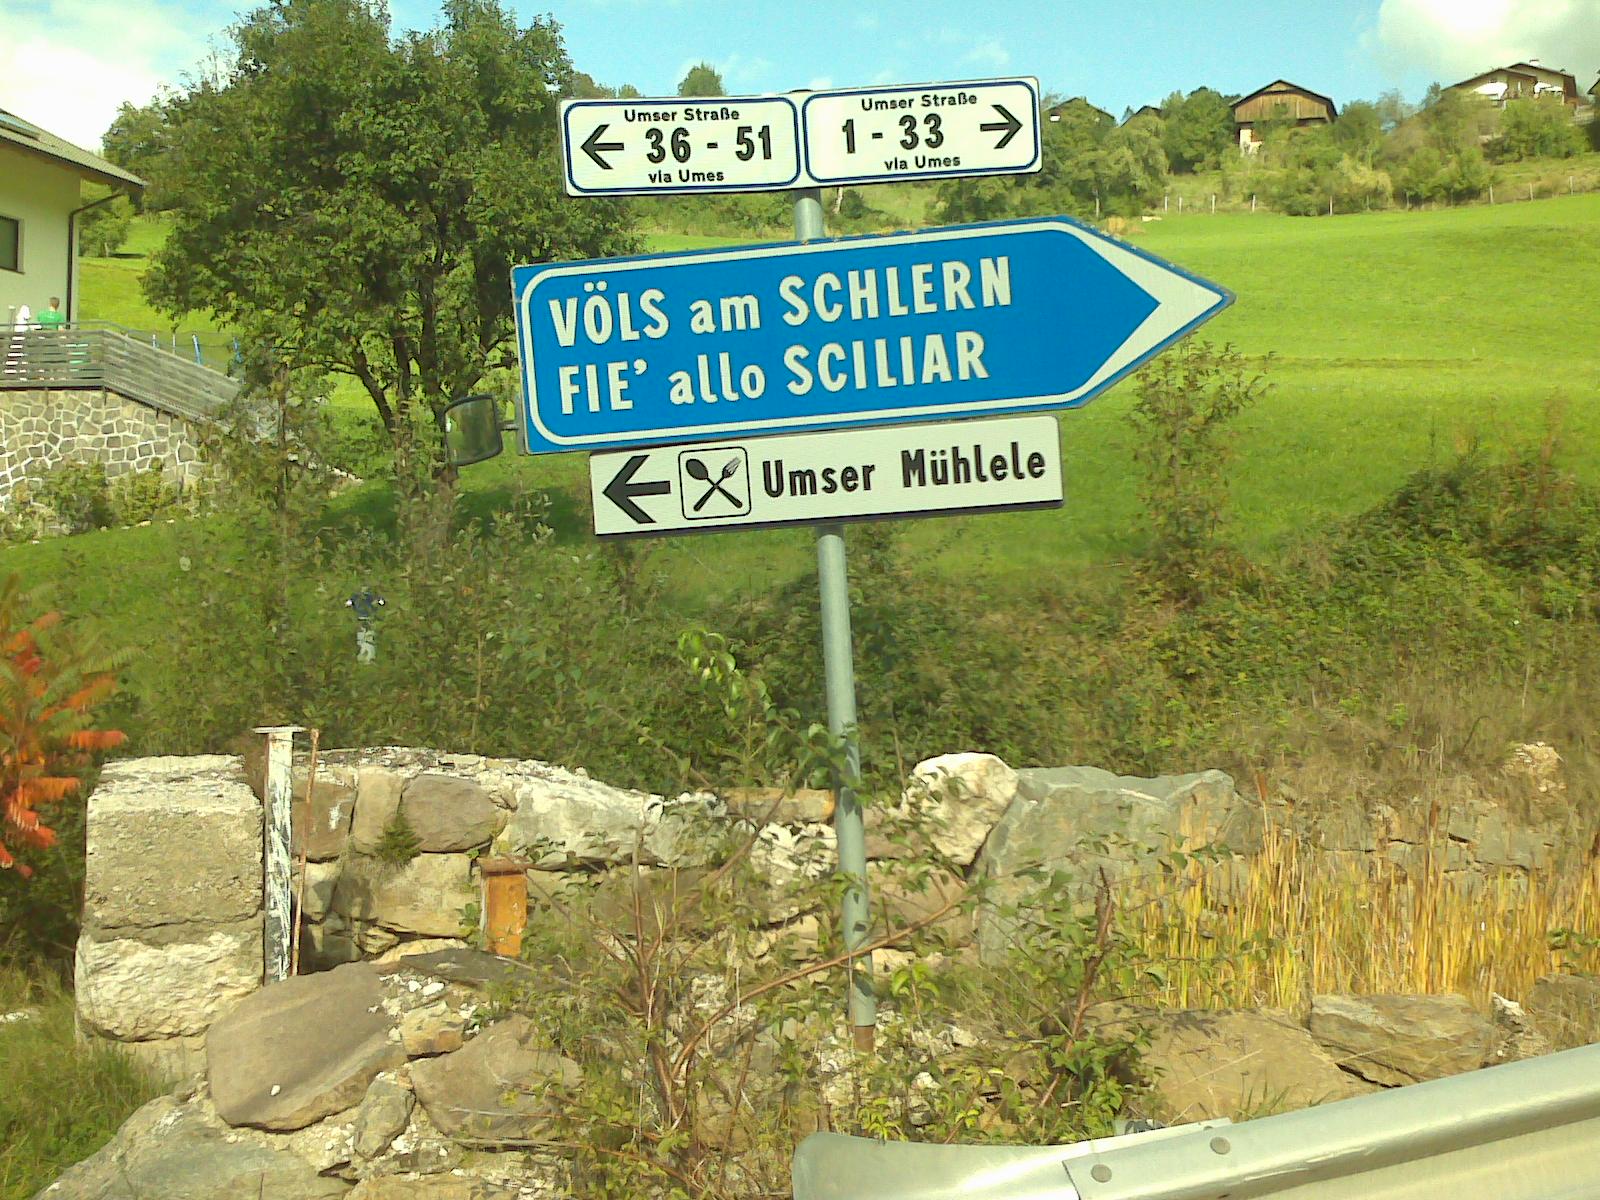 Umser Straße
36 - 51
via Umes
Umser Straße
1 - 33
via Umes
VÖLS am SCHLERN
FIE' allo SCILIAR
Umser Mühlele